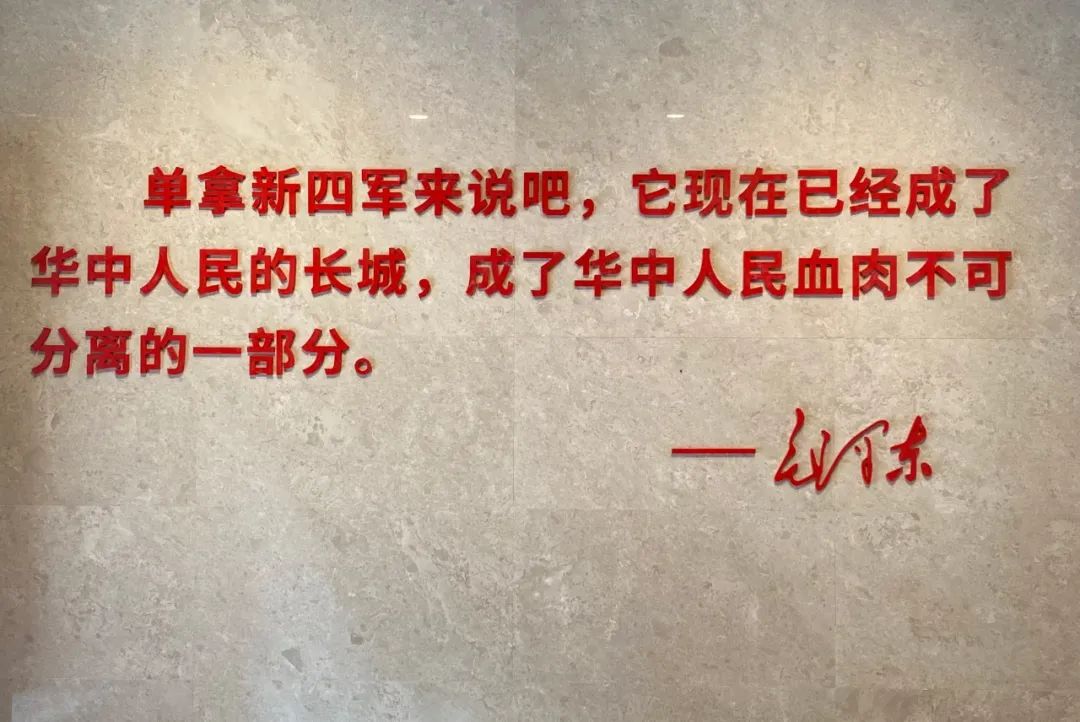 单拿新四军来说吧，它现在已经成了
华中人民的长城，成了华中人民血肉不可
分离的一部分。
——毛泽东